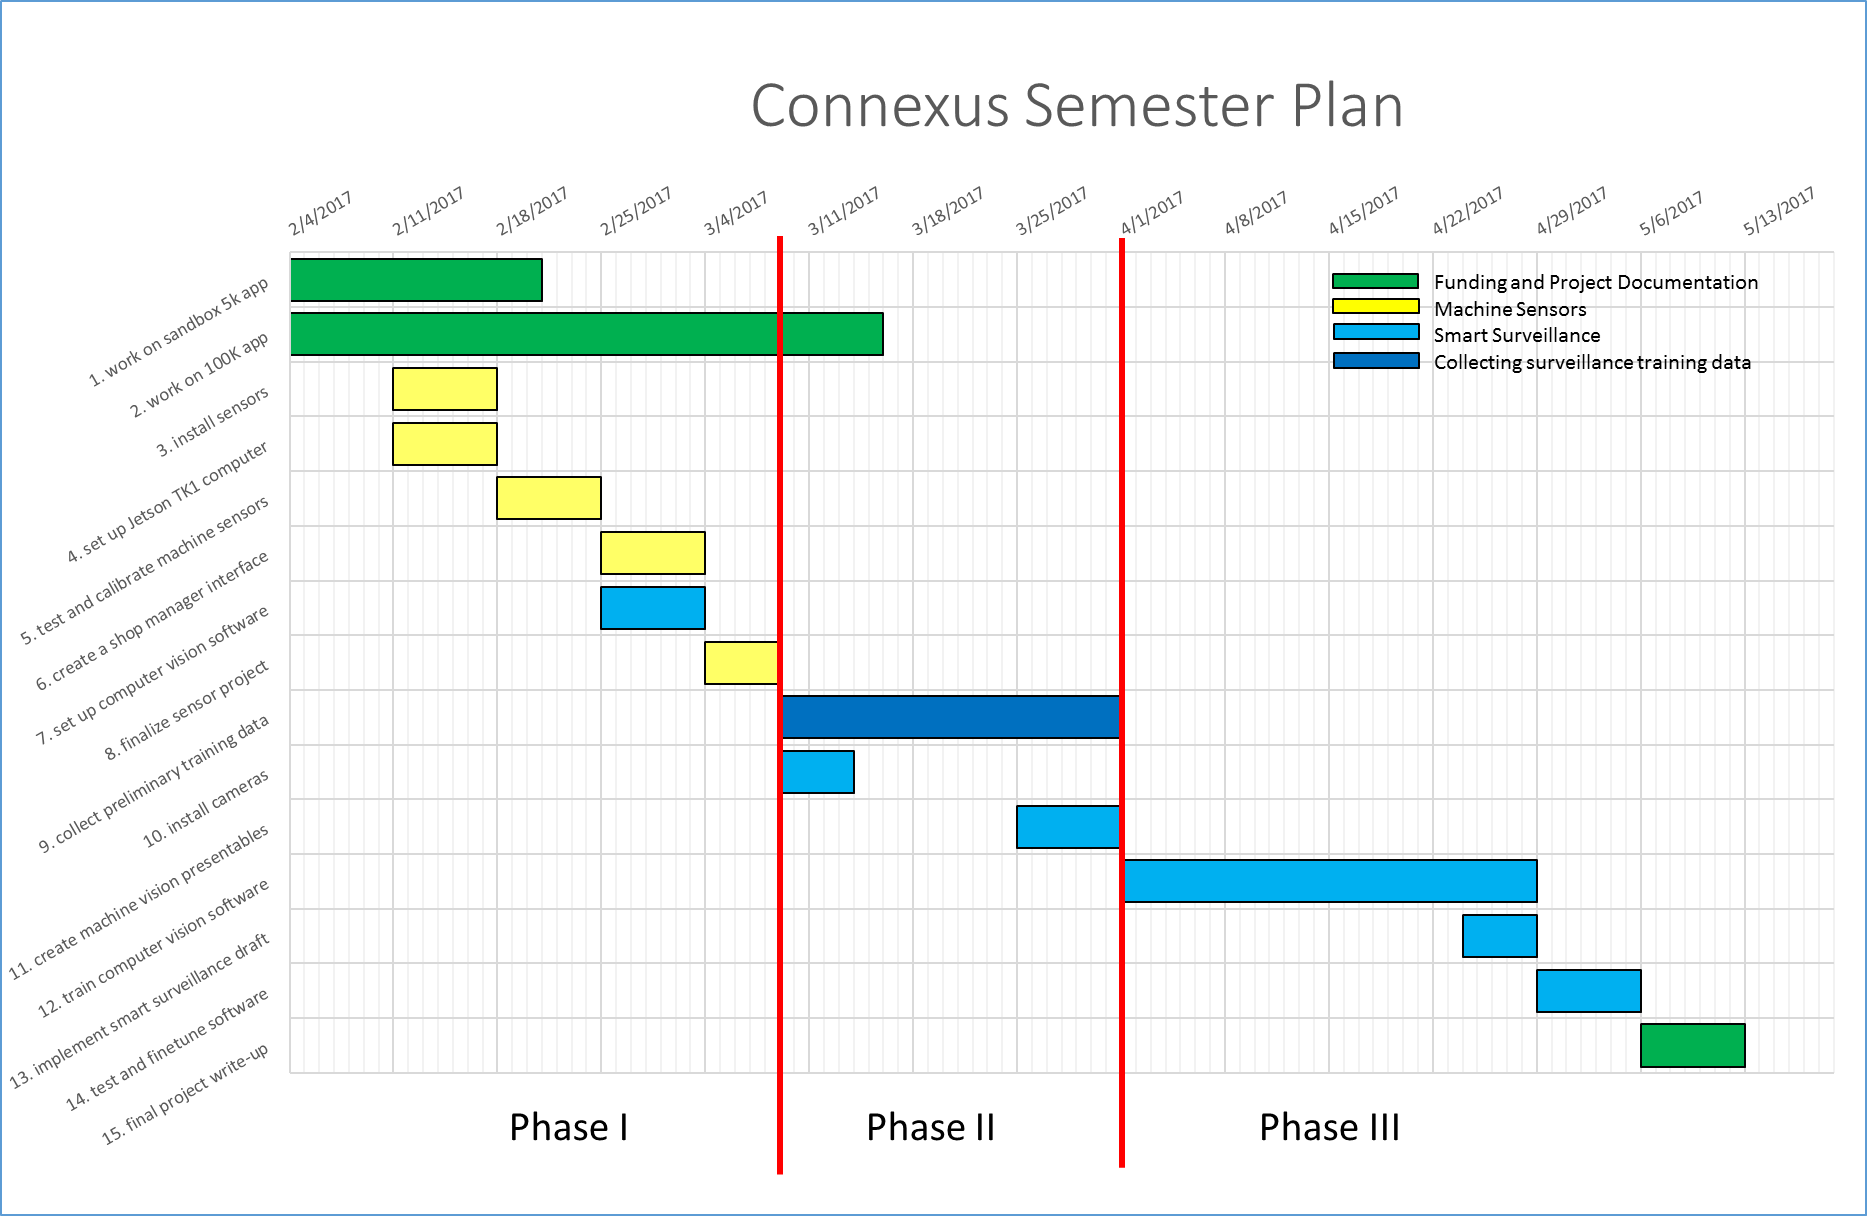 Connexus Semester Plan
2/4/2017
2/11/2017
2/18/2017
2/25/2017
3/4/2017
3/11/2017
3/18/2017
3/25/2017
4/1/2017
4/8/2017
4/15/2017
4/22/2017
4/29/2017
5/6/2017
5/13/2017
Funding and Project Documentation
Machine Sensors
Smart Surveillance
Collecting surveillance training data
1. work on sandbox 5k app
2. work on 100K app
3. install sensors
4. set up Jetson TK1 computer
5. test and calibrate machine sensors
6. create a shop manager interface
7. set up computer vision software
8. finalize sensor project
9. collect preliminary training data
10. install cameras
11. create machine vision presentables
12. train computer vision software
13. implement smart surveillance draft
14. test and finetune software
15. final project write-up
Phase I
Phase II
Phase III